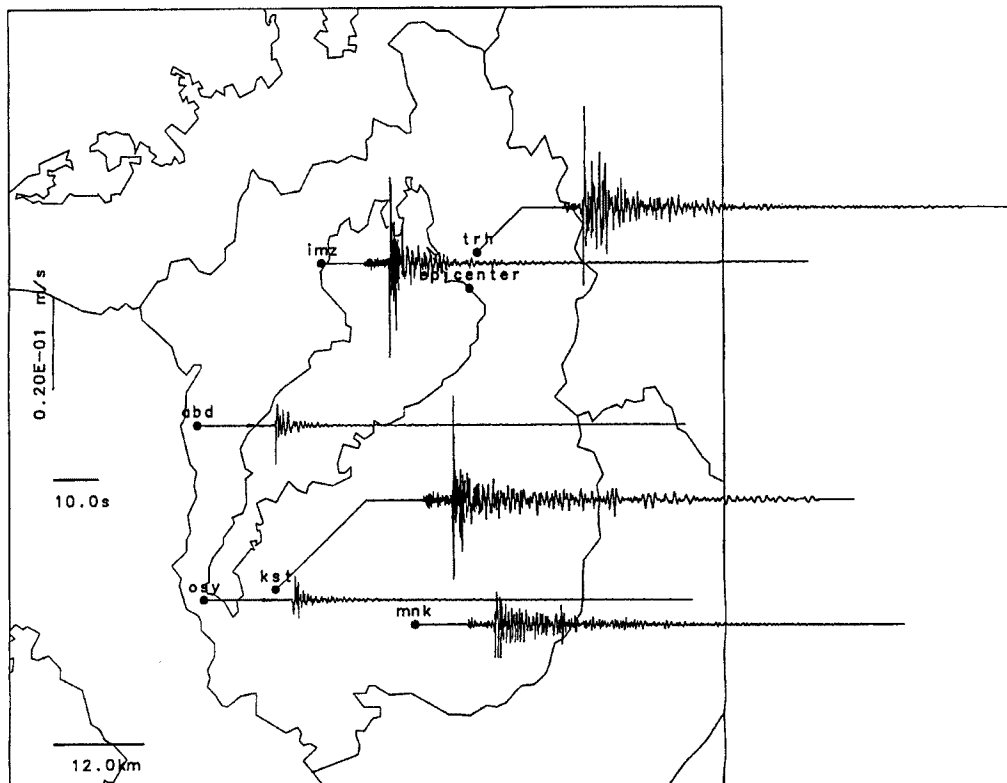 trh
imz
epicenter
0.20E-01 m/s
abd
10.0s
kst
osy
mnk
12.0km